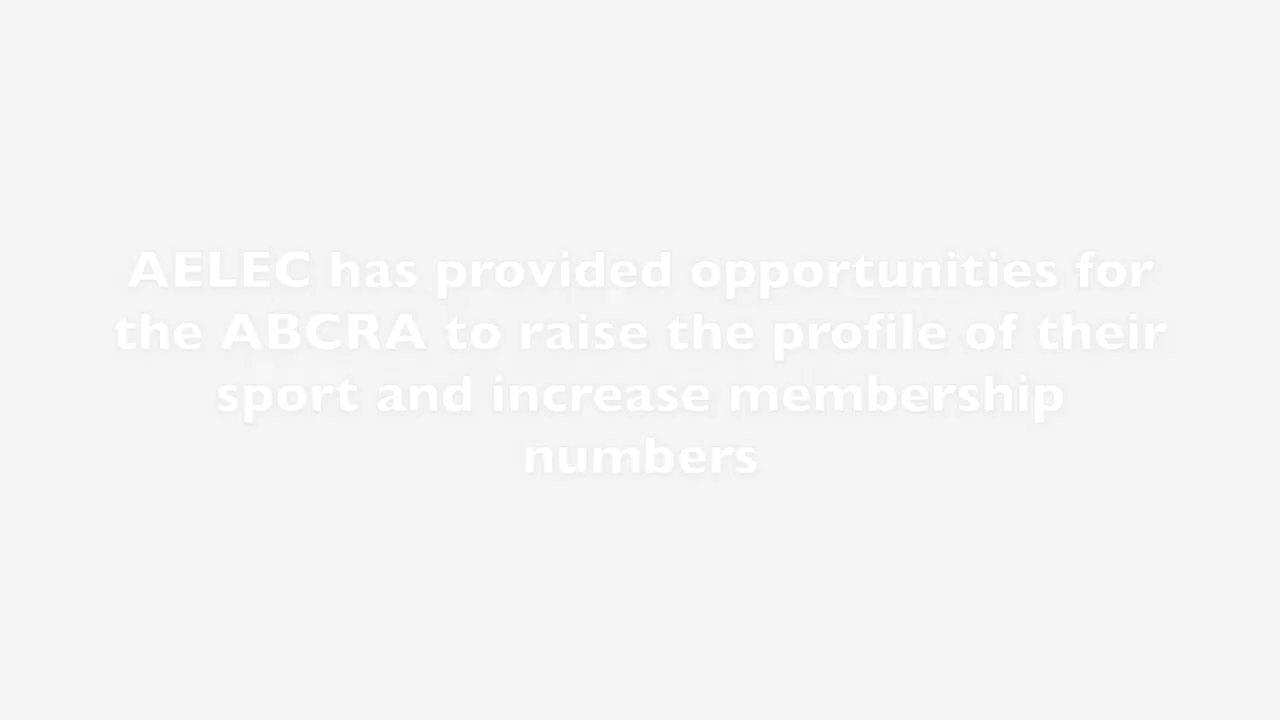 AELEC has provided opportunities for
the ABCRA to raise the profile of their
sport and increase membership
numbers